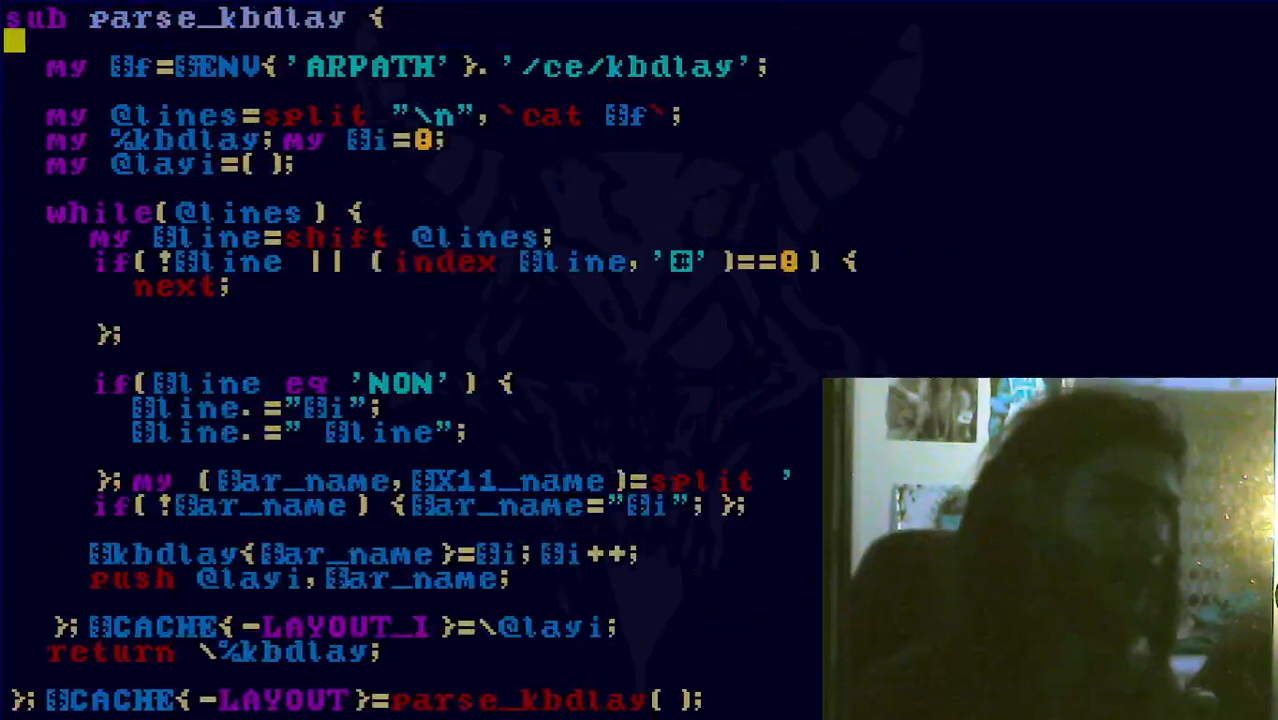 sub parse_kbdlay {
my $f=$ENV{'ARPATH'}.'/ce/kbdlay';
my @lines=split "\n",`cat $f`;
my %kbdlay;my $i=0;
my @layi=();
while(@lines) {
my $line=shift @lines;
if(!$line || (index $line,'#')==0) {
next;
};
if($line eq 'NON') {
$line.="$i";
$line.=" $line";
};my ($ar_name,$X11_name)=split '
if(!$ar_name) {$ar_name="$i"; };
$kbdlay{$ar_name}=$i;$i++;
push @layi,$ar_name;
};$CACHE{-LAYOUT_I}=\@layi;
return \%kbdlay;
};$CACHE{-LAYOUT}=parse_kbdlay();